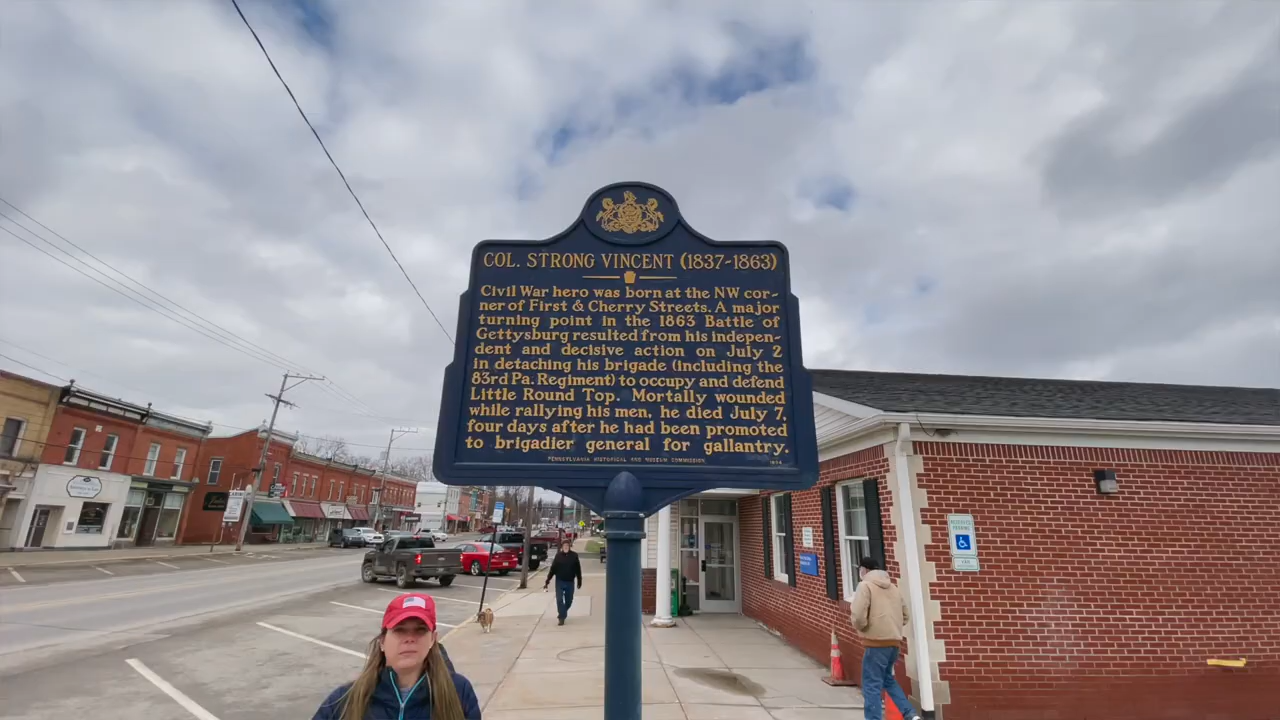 COL. STRONG VINCENT (1837-1863)
Civil War hero was born at the NW cor-
ner of First & Cherry Streets. A major
turning point in the 1863 Battle of
Gettysburg resulted from his indepen-
dent and decisive action on July 2
in detaching his brigade (including the
83rd Pa. Regiment) to occupy and defend
Little Round Top. Mortally wounded
while rallying his men, he died July 7,
four days after he had been promoted
to brigadier general for gallantry.
PENNSYLVANIA HISTORICAL AND MUSEUM COMMISSION
RESERVED
PARKING